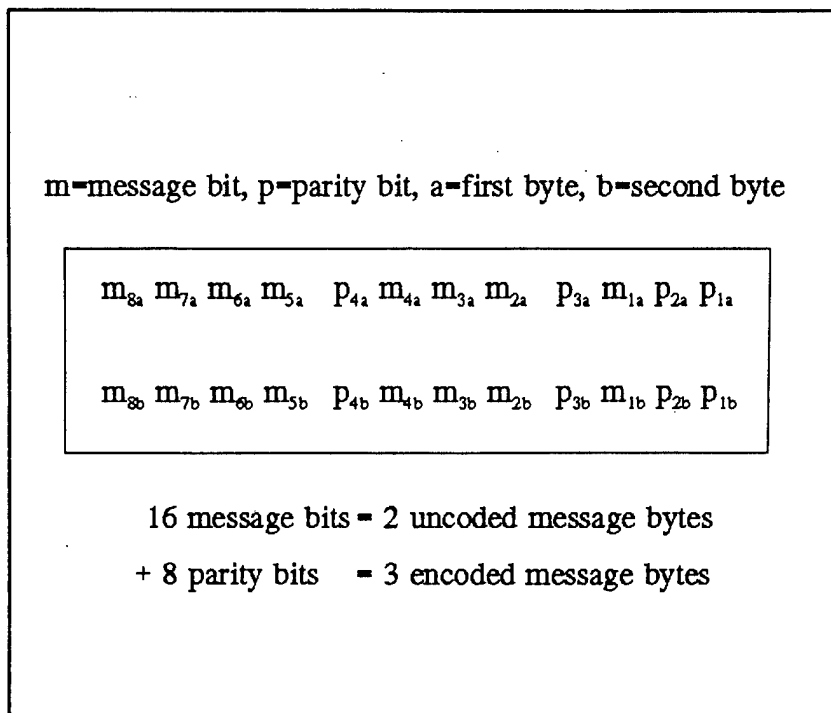 m=message bit, p=parity bit, a=first byte, b=second byte
m₈ₐ m₇ₐ m₆ₐ m₅ₐ p₄ₐ m₄ₐ m₃ₐ m₂ₐ p₃ₐ m₁ₐ p₂ₐ p₁ₐ
m8b m7b m6b m5b p4b m4b m3b m2b p3b m1b p2b p1b
16 message bits = 2 uncoded message bytes
+ 8 parity bits = 3 encoded message bytes